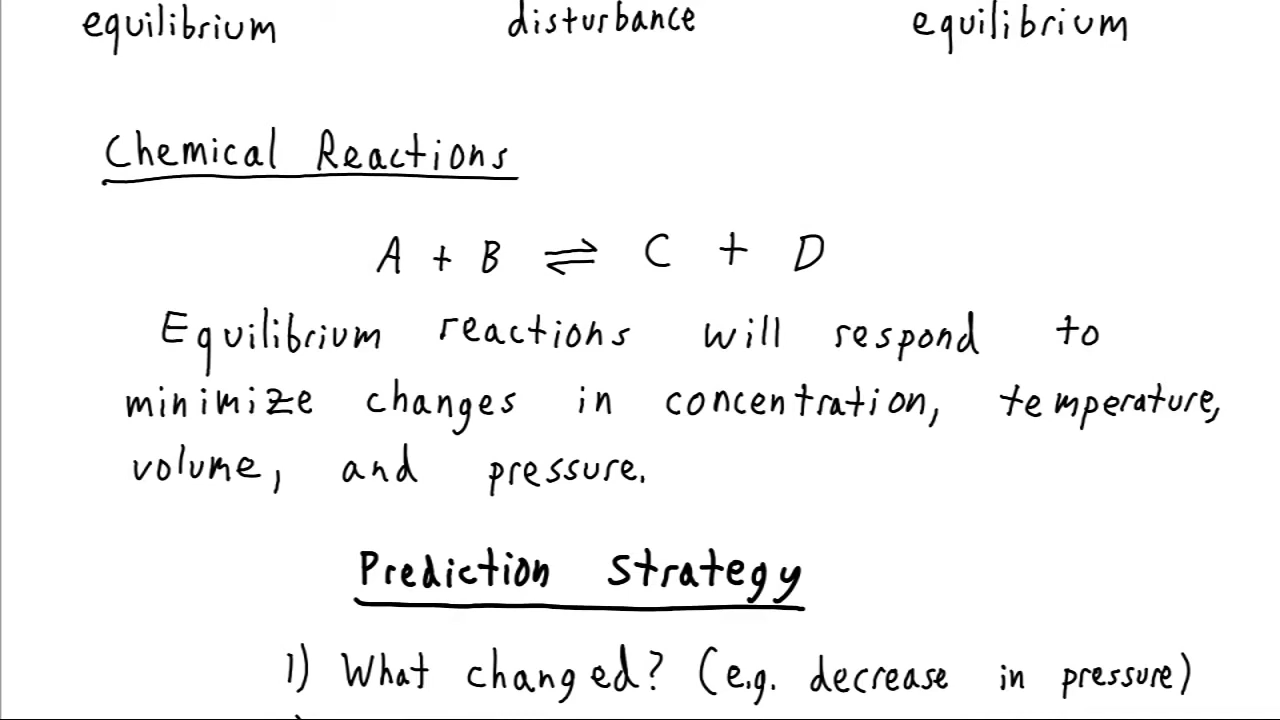 equilibrium disturbance equilibrium
Chemical Reactions
A + B ⇌ C + D
Equilibrium reactions will respond to
minimize changes in concentration, temperature,
volume, and pressure.
Prediction Strategy
1) What changed? (e.g. decrease in pressure)